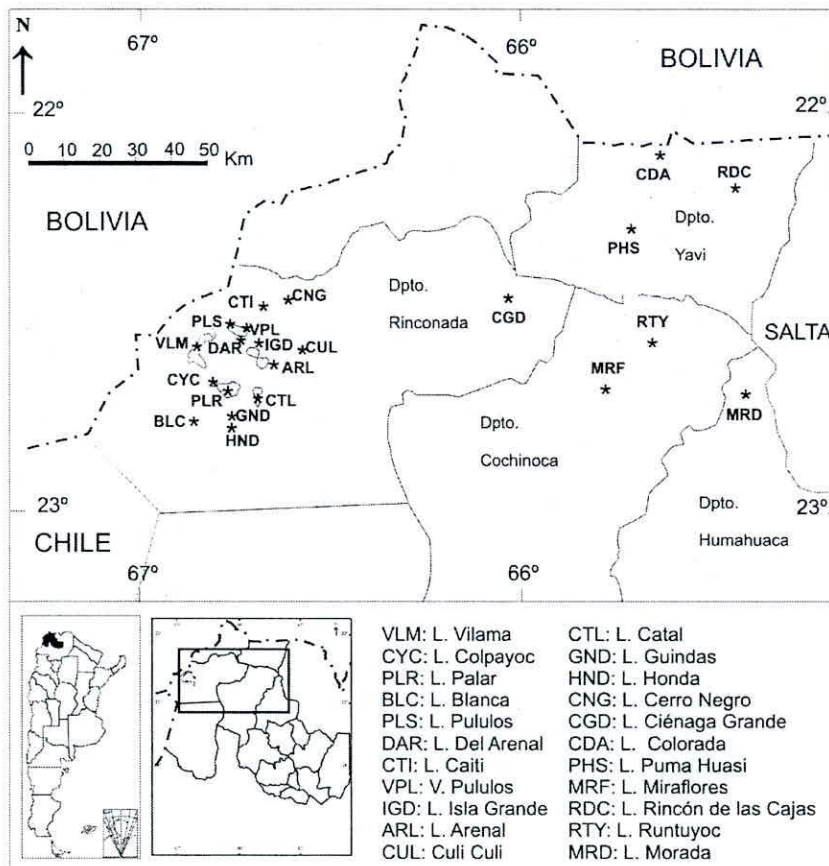 N
67º
66º
BOLIVIA
22º
22º
0 10 20 30 40 50
Km
CDA
RDC
BOLIVIA
PHS
Dpto.
Yavi
CTI
CNG
Dpto.
Rinconada
CGD
PLS
VPL
RTY
SALTA
VLM
DAR
IGD
CUL
ARL
CYC
MRF
PLR
CTL
MRD
BLC
GND
HND
Dpto.
Cochinoca
23º
23º
CHILE
Dpto.
Humahuaca
67º
66º
VLM: L. Vilama
CYC: L. Colpayoc
PLR: L. Palar
BLC: L. Blanca
PLS: L. Pululos
DAR: L. Del Arenal
CTI: L. Caiti
VPL: V. Pululos
IGD: L. Isla Grande
ARL: L. Arenal
CUL: Culi Culi
CTL: L. Catal
GND: L. Guindas
HND: L. Honda
CNG: L. Cerro Negro
CGD: L. Ciénaga Grande
CDA: L. Colorada
PHS: L. Puma Huasi
MRF: L. Miraflores
RDC: L. Rincón de las Cajas
RTY: L. Runtuyoc
MRD: L. Morada